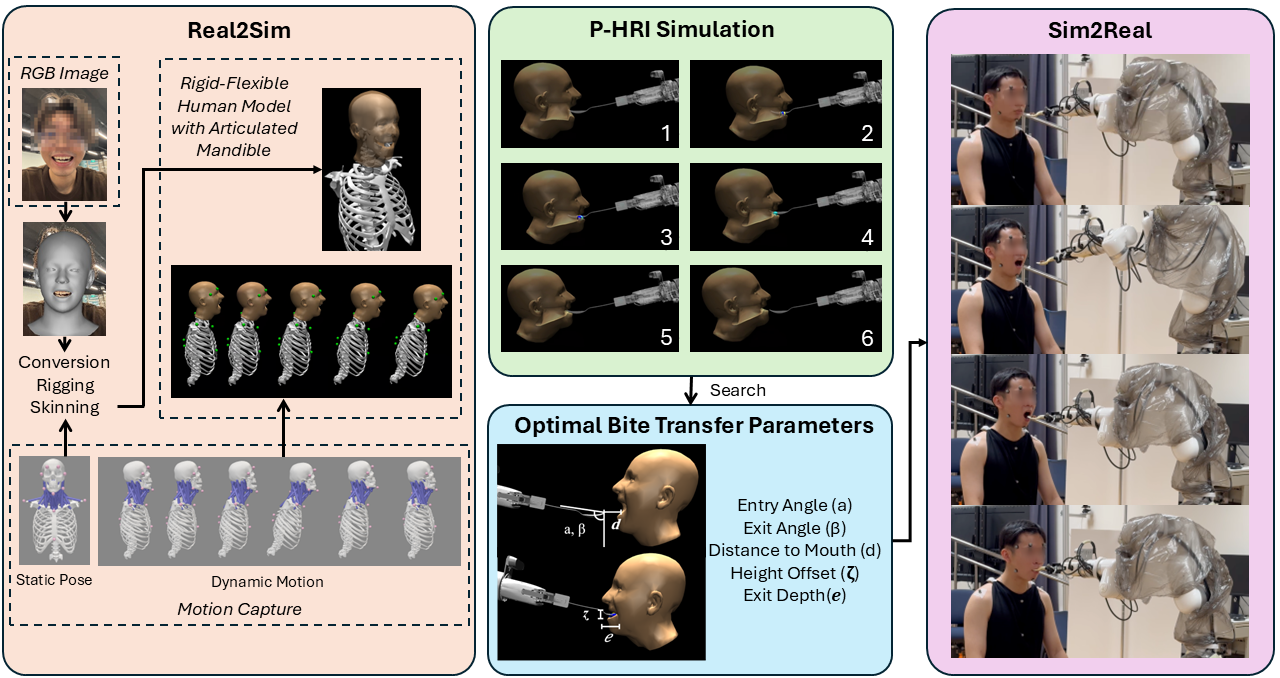 Real2Sim
RGB Image
Rigid-Flexible
Human Model
with Articulated
Mandible
Conversion
Rigging
Skinning
Static Pose
Dynamic Motion
Motion Capture
P-HRI Simulation
1
2
3
4
5
6
Search
Optimal Bite Transfer Parameters
a, β
d
ζ
e
Entry Angle (a)
Exit Angle (β)
Distance to Mouth (d)
Height Offset (ζ)
Exit Depth(e)
Sim2Real